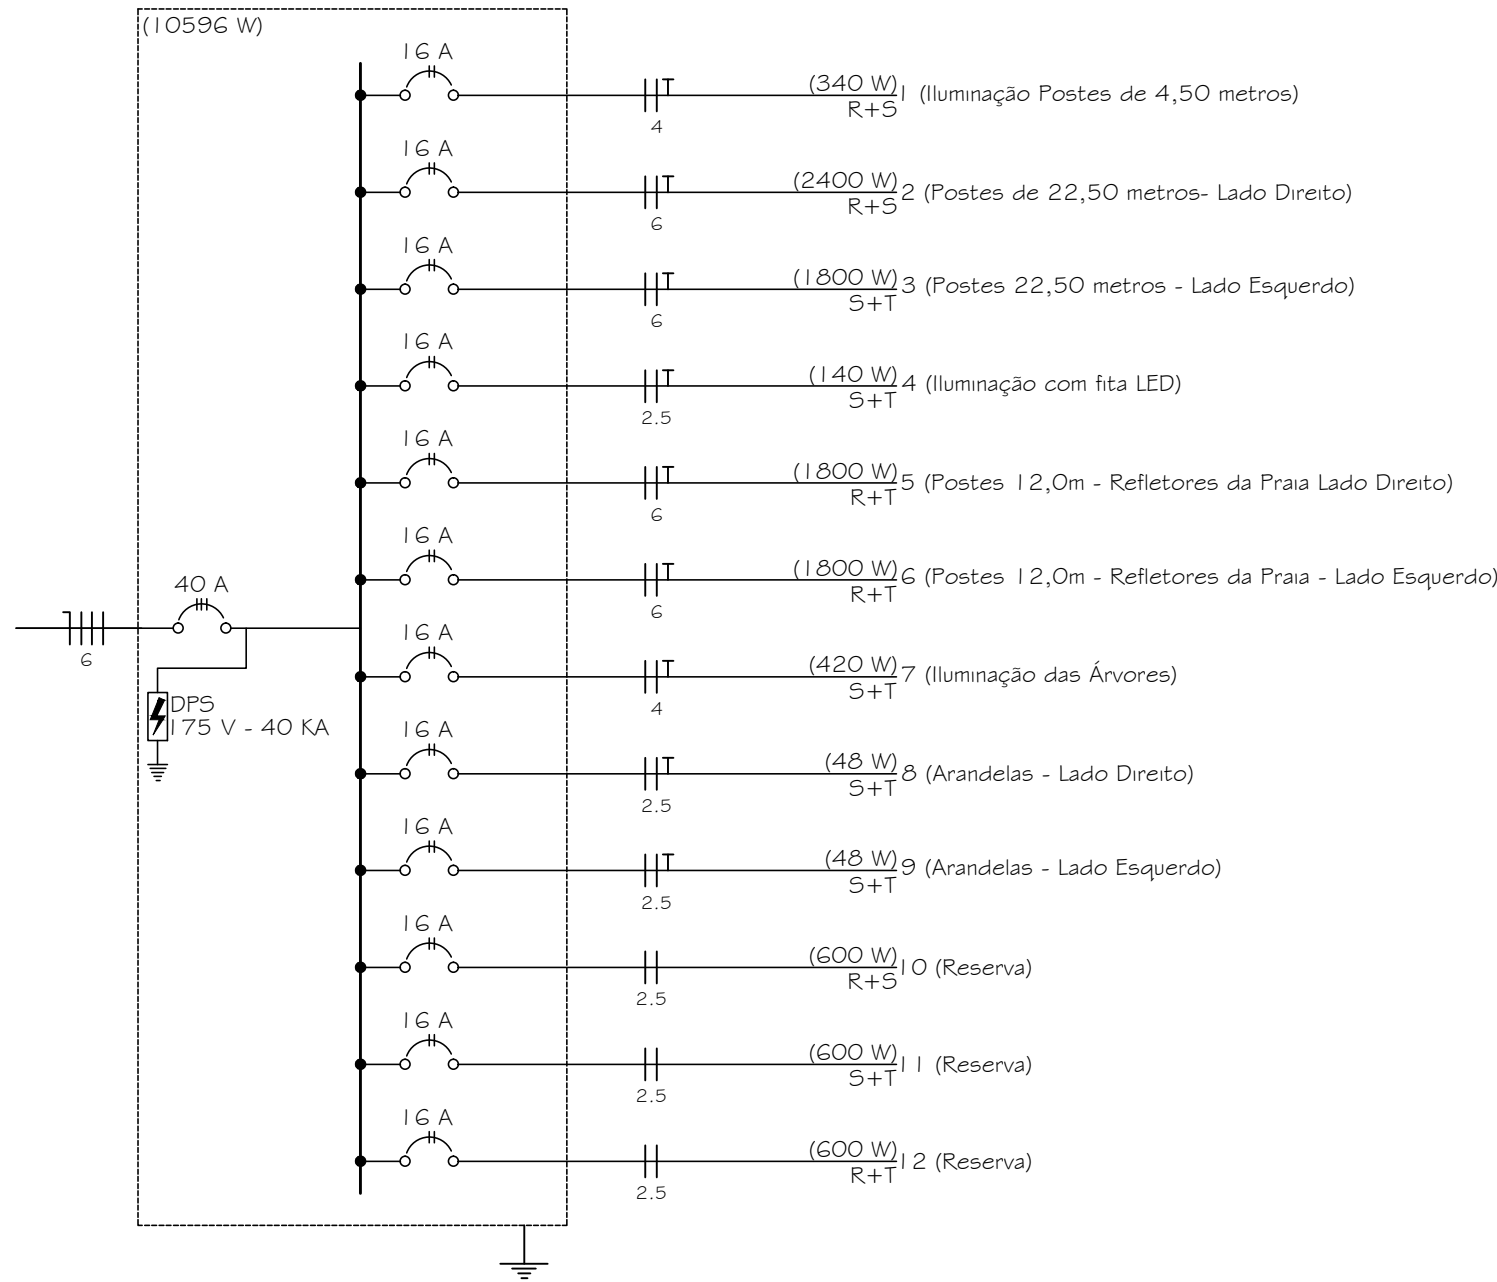 (10596 W)
16 A
(340 W) 1 (Iluminação Postes de 4,50 metros)
R+S
4
16 A
(2400 W) 2 (Postes de 22,50 metros- Lado Direito)
R+S
6
16 A
(1800 W) 3 (Postes 22,50 metros - Lado Esquerdo)
S+T
6
16 A
(140 W) 4 (Iluminação com fita LED)
S+T
2.5
16 A
(1800 W) 5 (Postes 12,0m - Refletores da Praia Lado Direito)
R+T
6
16 A
(1800 W) 6 (Postes 12,0m - Refletores da Praia - Lado Esquerdo)
R+T
6
40 A
6
DPS
175 V - 40 KA
16 A
(420 W) 7 (Iluminação das Árvores)
S+T
4
16 A
(48 W) 8 (Arandelas - Lado Direito)
S+T
2.5
16 A
(48 W) 9 (Arandelas - Lado Esquerdo)
S+T
2.5
16 A
(600 W) 10 (Reserva)
R+S
2.5
16 A
(600 W) 11 (Reserva)
S+T
2.5
16 A
(600 W) 12 (Reserva)
R+T
2.5